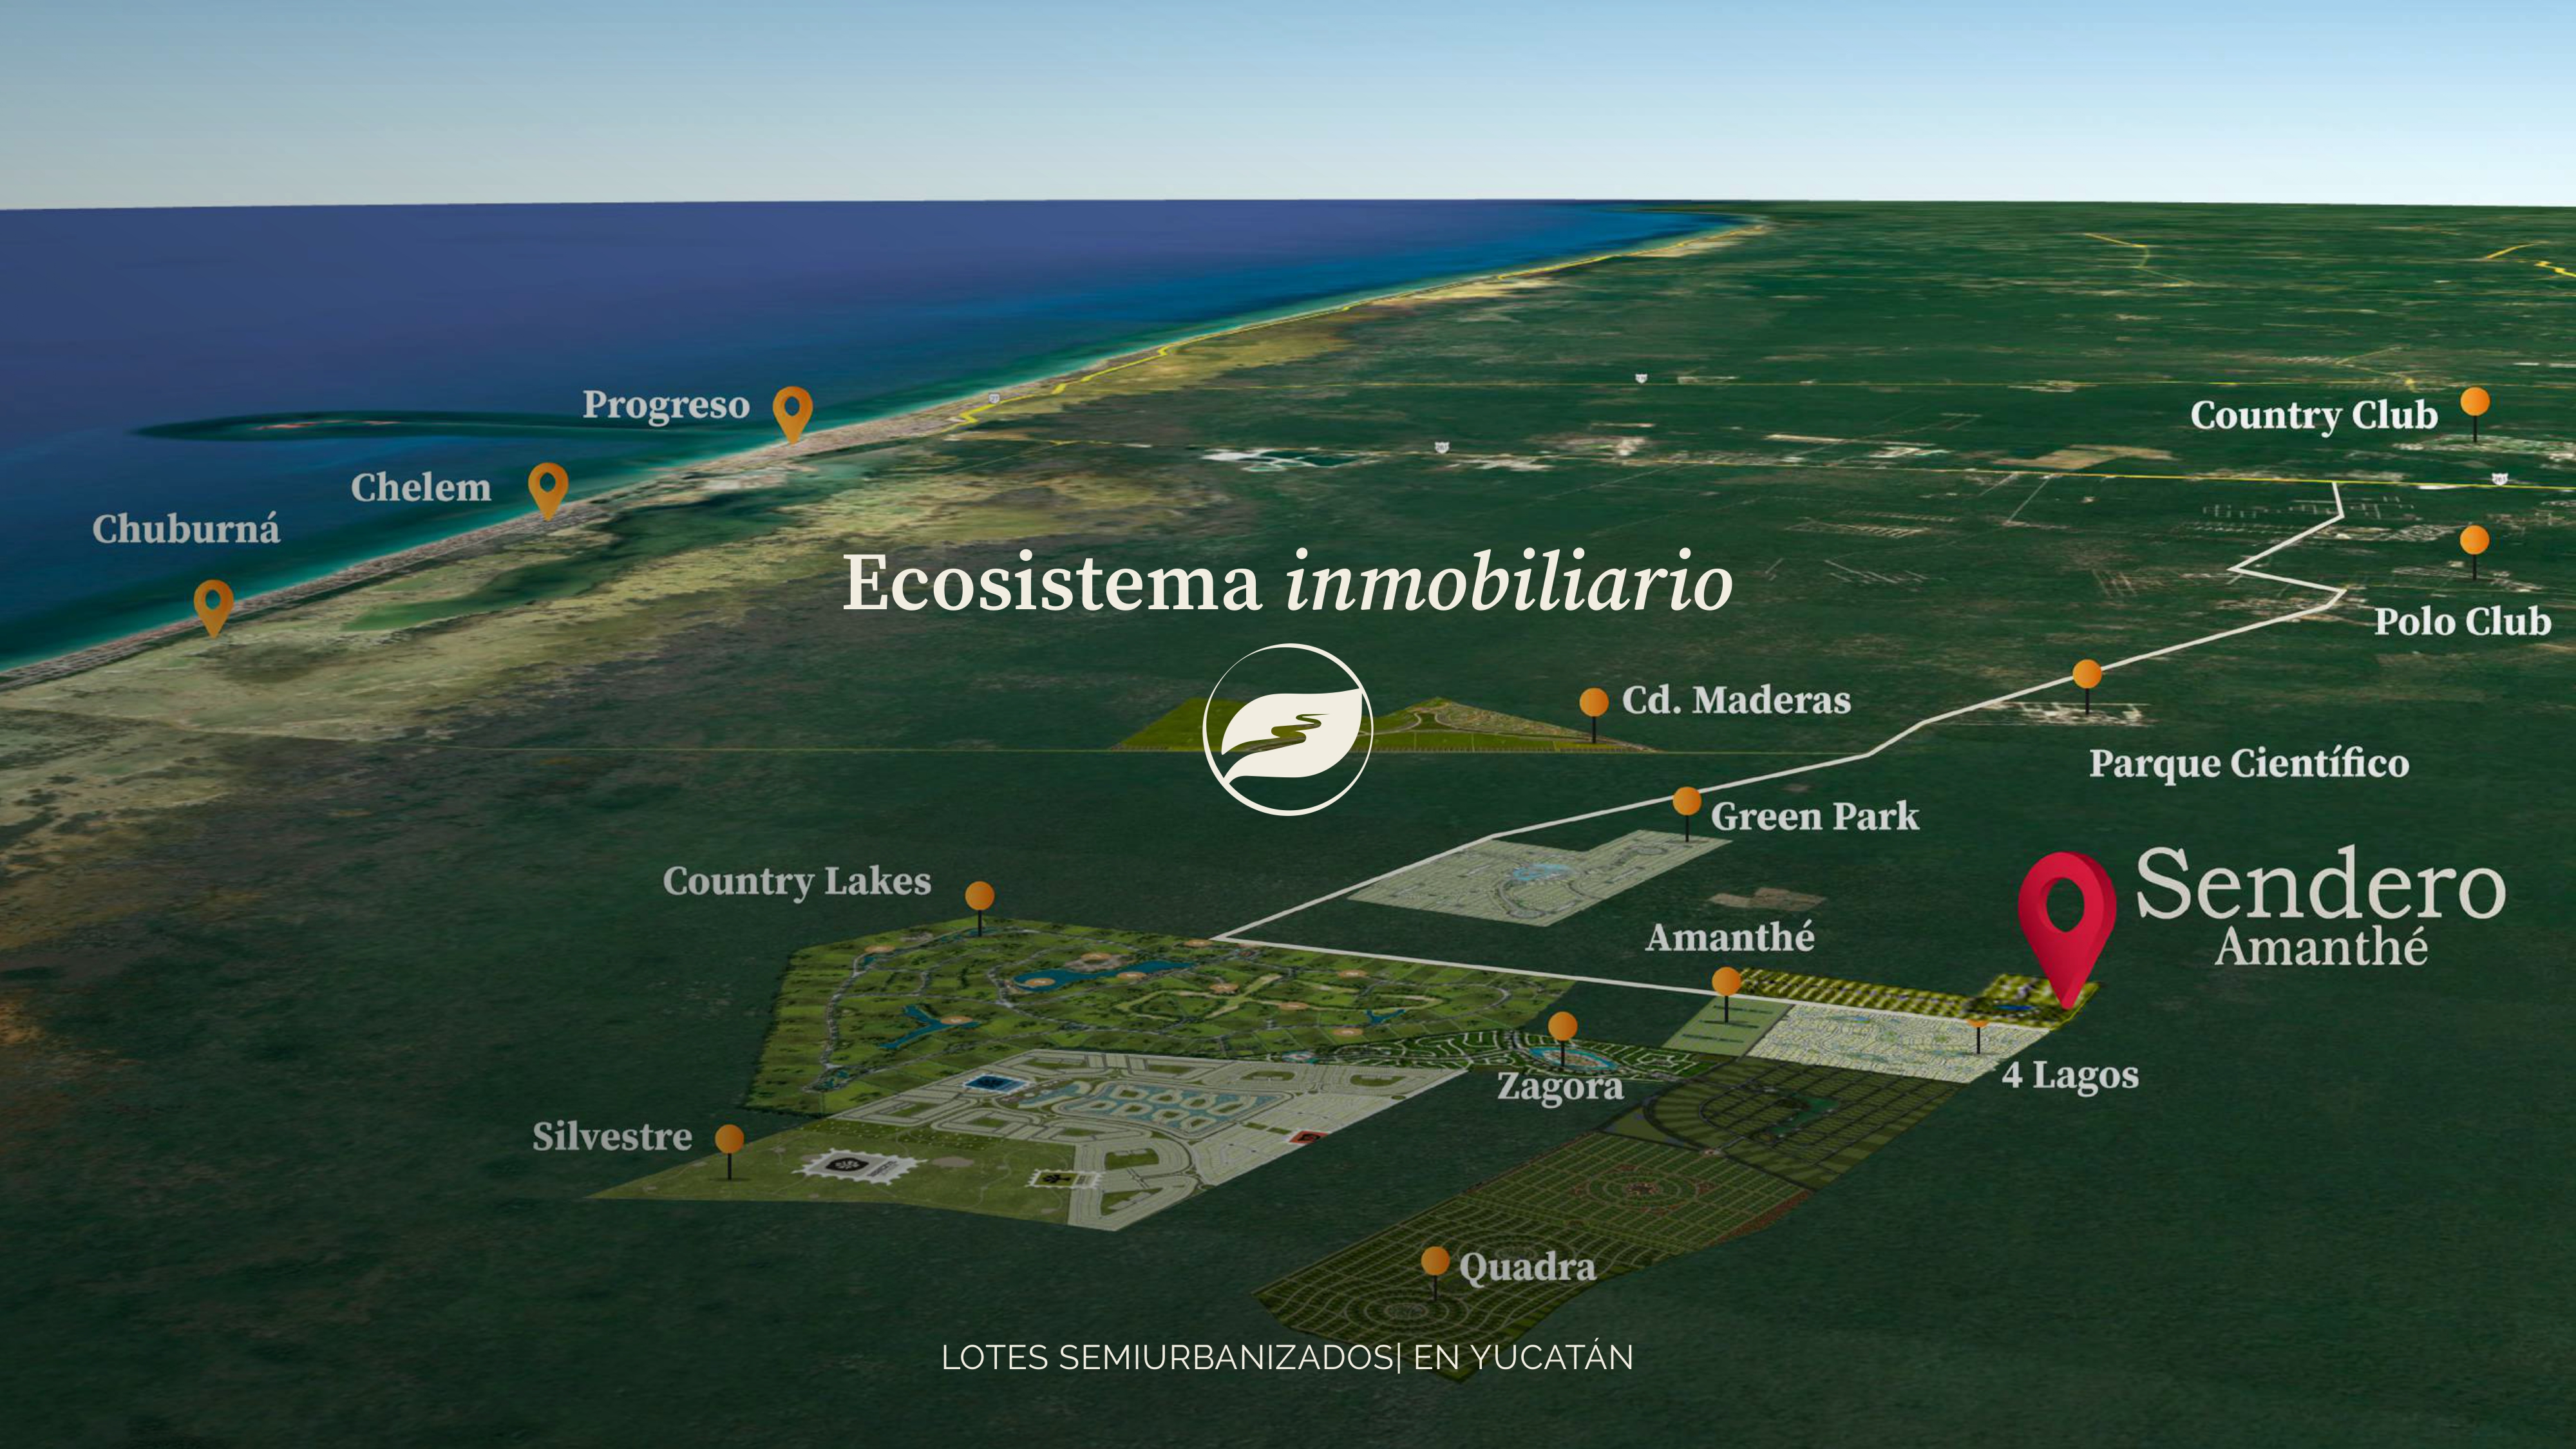 Progreso
Country Club
Chelem
Chuburná
Ecosistema inmobiliario
Polo Club
Cd. Maderas
Parque Científico
Green Park
Country Lakes
Sendero
Amanthé
Amanthé
4 Lagos
Zagora
Silvestre
Quadra
LOTES SEMIURBANIZADOS| EN YUCATÁN